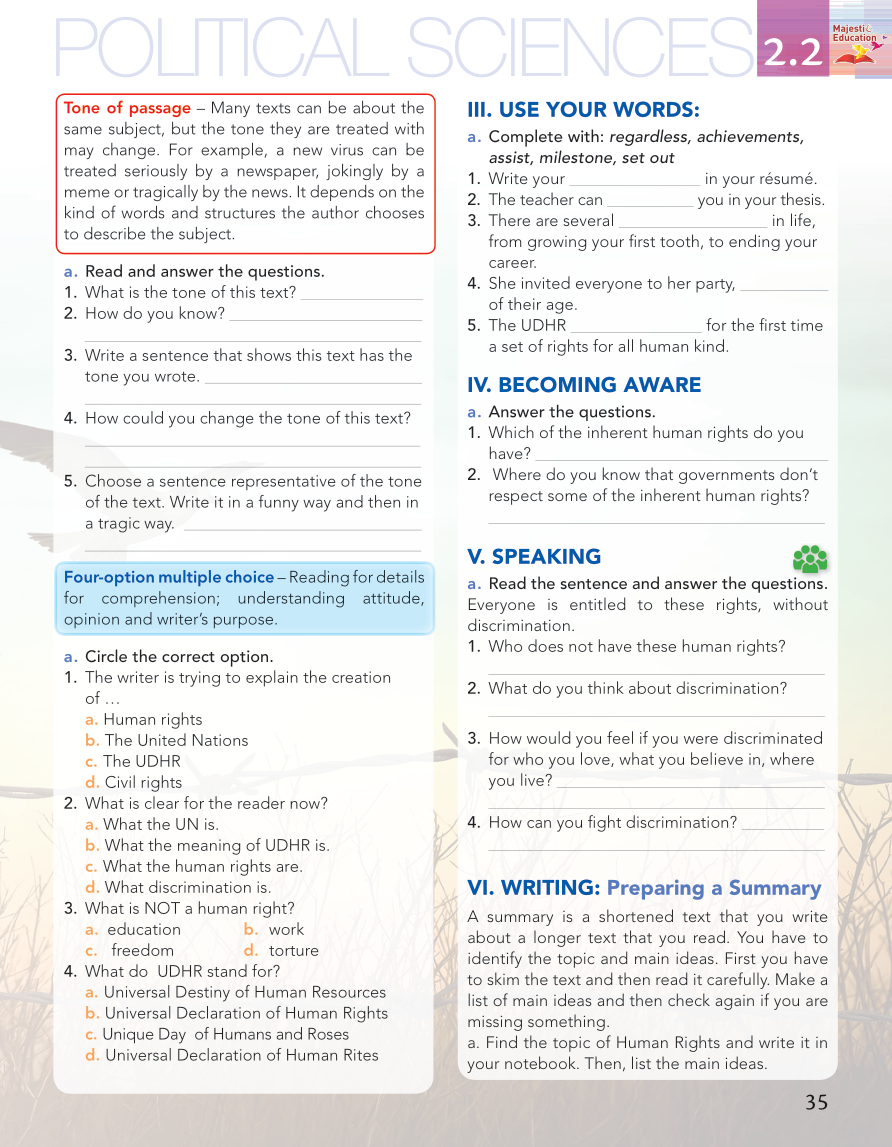 POLITICAL SCIENCES
2.2
Majestic
Education
Tone of passage – Many texts can be about the
same subject, but the tone they are treated with
may change. For example, a new virus can be
treated seriously by a newspaper, jokingly by a
meme or tragically by the news. It depends on the
kind of words and structures the author chooses
to describe the subject.
a. Read and answer the questions.
1. What is the tone of this text? ______________
2. How do you know? ______________________
______________________________________
3. Write a sentence that shows this text has the
tone you wrote. _________________________
______________________________________
4. How could you change the tone of this text?
______________________________________
______________________________________
5. Choose a sentence representative of the tone
of the text. Write it in a funny way and then in
a tragic way. ___________________________
______________________________________
Four-option multiple choice – Reading for details
for comprehension; understanding attitude,
opinion and writer’s purpose.
a. Circle the correct option.
1. The writer is trying to explain the creation
of …
a. Human rights
b. The United Nations
c. The UDHR
d. Civil rights
2. What is clear for the reader now?
a. What the UN is.
b. What the meaning of UDHR is.
c. What the human rights are.
d. What discrimination is.
3. What is NOT a human right?
a. education b. work
c. freedom d. torture
4. What do UDHR stand for?
a. Universal Destiny of Human Resources
b. Universal Declaration of Human Rights
c. Unique Day of Humans and Roses
d. Universal Declaration of Human Rites
III. USE YOUR WORDS:
a. Complete with: regardless, achievements,
assist, milestone, set out
1. Write your _______________ in your résumé.
2. The teacher can __________ you in your thesis.
3. There are several _________________ in life,
from growing your first tooth, to ending your
career.
4. She invited everyone to her party, __________
of their age.
5. The UDHR _______________ for the first time
a set of rights for all human kind.
IV. BECOMING AWARE
a. Answer the questions.
1. Which of the inherent human rights do you
have? _________________________________
2. Where do you know that governments don’t
respect some of the inherent human rights?
______________________________________
V. SPEAKING
a. Read the sentence and answer the questions.
Everyone is entitled to these rights, without
discrimination.
1. Who does not have these human rights?
______________________________________
2. What do you think about discrimination?
______________________________________
3. How would you feel if you were discriminated
for who you love, what you believe in, where
you live? ______________________________
______________________________________
4. How can you fight discrimination? _________
______________________________________
VI. WRITING: Preparing a Summary
A summary is a shortened text that you write
about a longer text that you read. You have to
identify the topic and main ideas. First you have
to skim the text and then read it carefully. Make a
list of main ideas and then check again if you are
missing something.
a. Find the topic of Human Rights and write it in
your notebook. Then, list the main ideas.
35